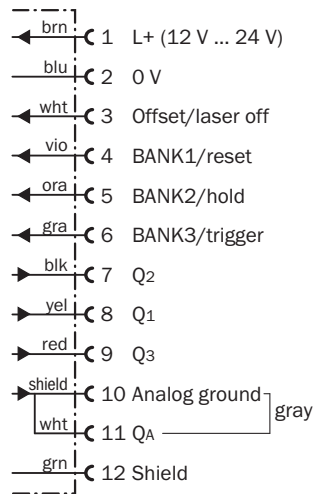 brn 1 L+ (12 V ... 24 V)
blu 2 0 V
wht 3 Offset/laser off
vio 4 BANK1/reset
ora 5 BANK2/hold
gra 6 BANK3/trigger
blk 7 Q2
yel 8 Q1
red 9 Q3
shield 10 Analog ground
gray
wht 11 QA
grn 12 Shield